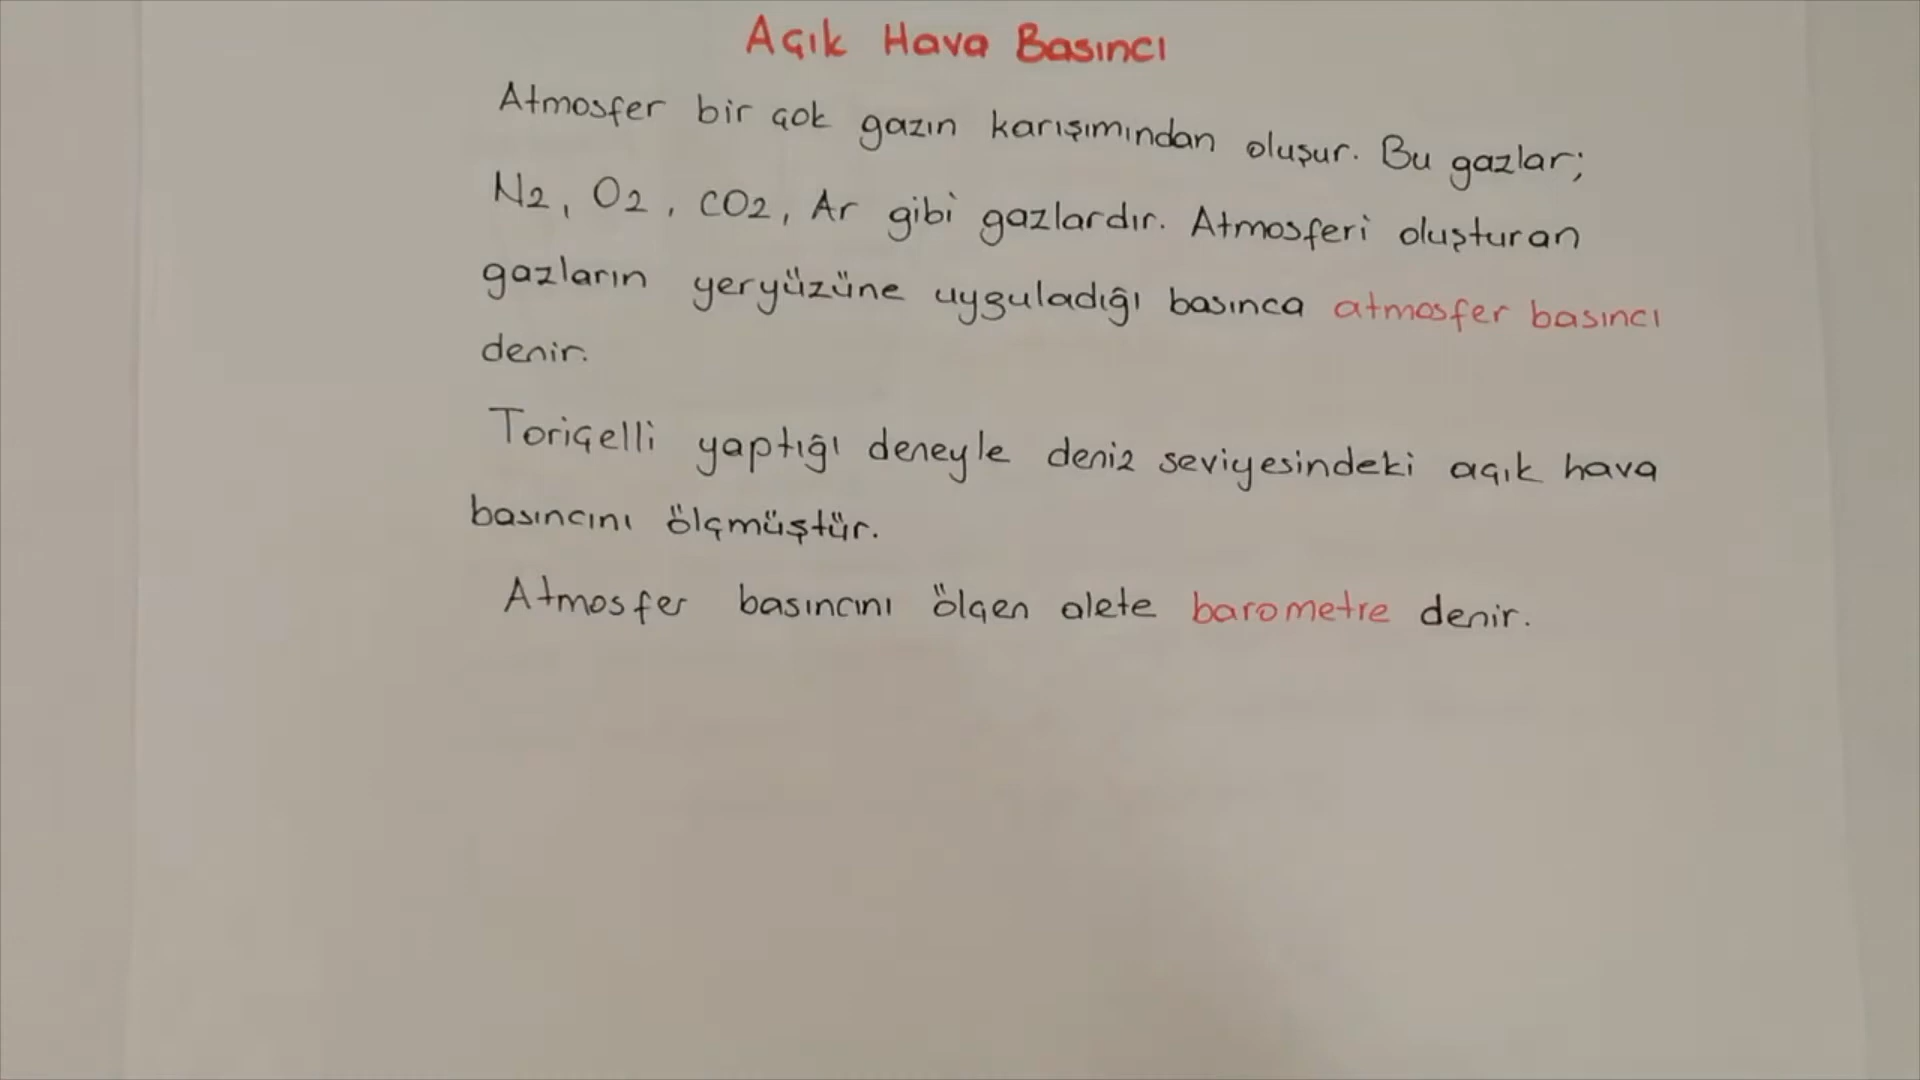 Açık Hava Basıncı
Atmosfer bir çok gazın karışımından oluşur. Bu gazlar;
N2, O2, CO2, Ar gibi gazlardır. Atmosferi oluşturan
gazların yeryüzüne uyguladığı basınca atmosfer basıncı
denir.
Toriçelli yaptığı deneyle deniz seviyesindeki açık hava
basıncını ölçmüştür.
Atmosfer basıncını ölçen alete barometre denir.